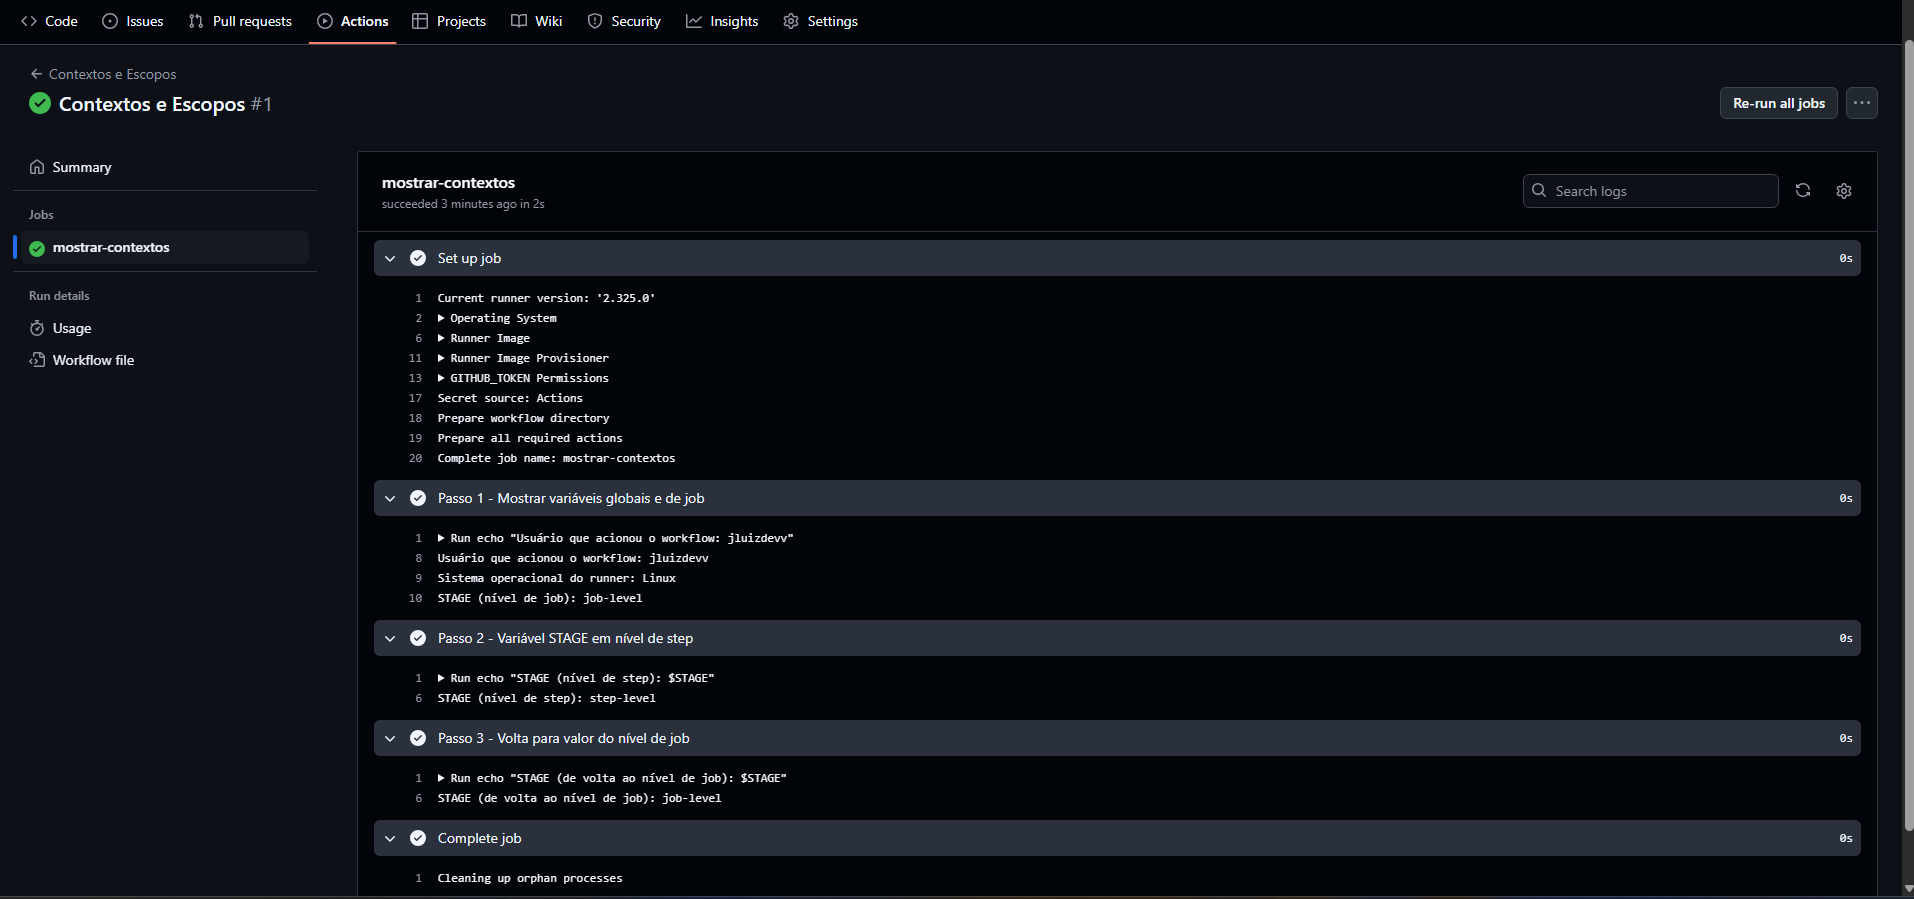 Code Issues Pull requests Actions Projects Wiki Security Insights Settings
Contextos e Escopos
Contextos e Escopos #1
Re-run all jobs
Summary
Jobs
mostrar-contextos
Run details
Usage
Workflow file
mostrar-contextos
succeeded 3 minutes ago in 2s
Search logs
Set up job 0s
1 Current runner version: '2.325.0'
2 Operating System
6 Runner Image
11 Runner Image Provisioner
13 GITHUB_TOKEN Permissions
17 Secret source: Actions
18 Prepare workflow directory
19 Prepare all required actions
20 Complete job name: mostrar-contextos
Passo 1 - Mostrar variáveis globais e de job 0s
1 Run echo "Usuário que acionou o workflow: jluizdevv"
8 Usuário que acionou o workflow: jluizdevv
9 Sistema operacional do runner: Linux
10 STAGE (nível de job): job-level
Passo 2 - Variável STAGE em nível de step 0s
1 Run echo "STAGE (nível de step): $STAGE"
6 STAGE (nível de step): step-level
Passo 3 - Volta para valor do nível de job 0s
1 Run echo "STAGE (de volta ao nível de job): $STAGE"
6 STAGE (de volta ao nível de job): job-level
Complete job 0s
1 Cleaning up orphan processes